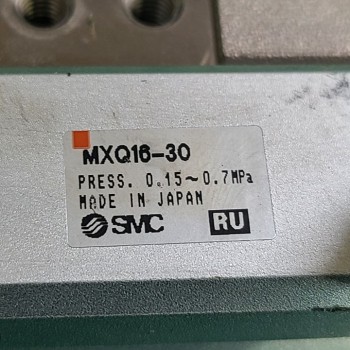 MXQ16-30
PRESS. 0.15~0.7MPa
MADE IN JAPAN
SMC RU